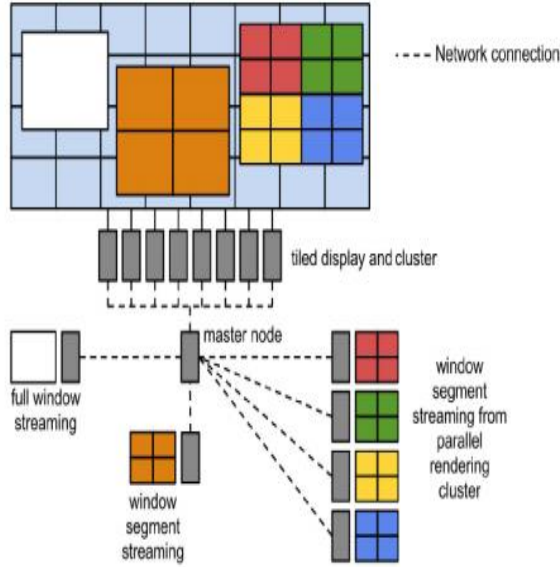 Network connection
tiled display and cluster
master node
full window
streaming
window
segment
streaming
window
segment
streaming from
parallel
rendering
cluster